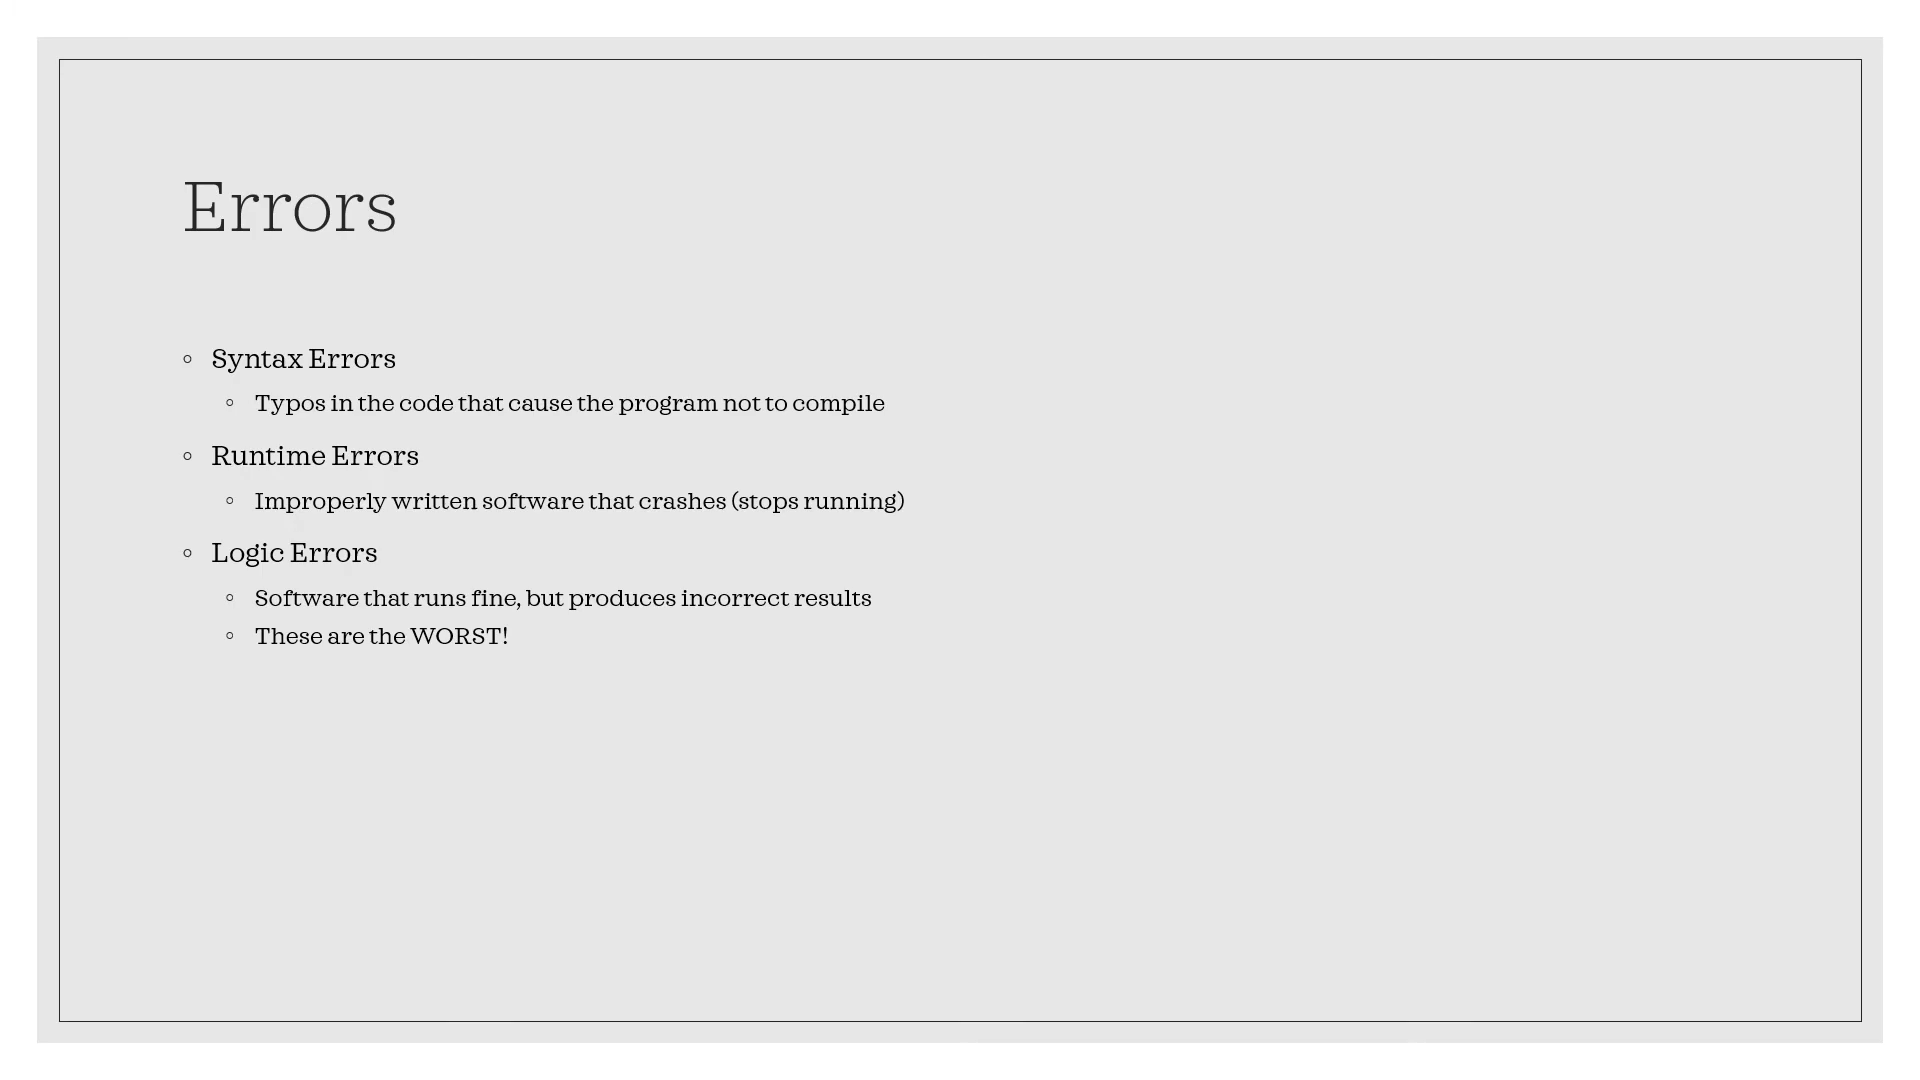 Errors
◦ Syntax Errors
◦ Typos in the code that cause the program not to compile
◦ Runtime Errors
◦ Improperly written software that crashes (stops running)
◦ Logic Errors
◦ Software that runs fine, but produces incorrect results
◦ These are the WORST!